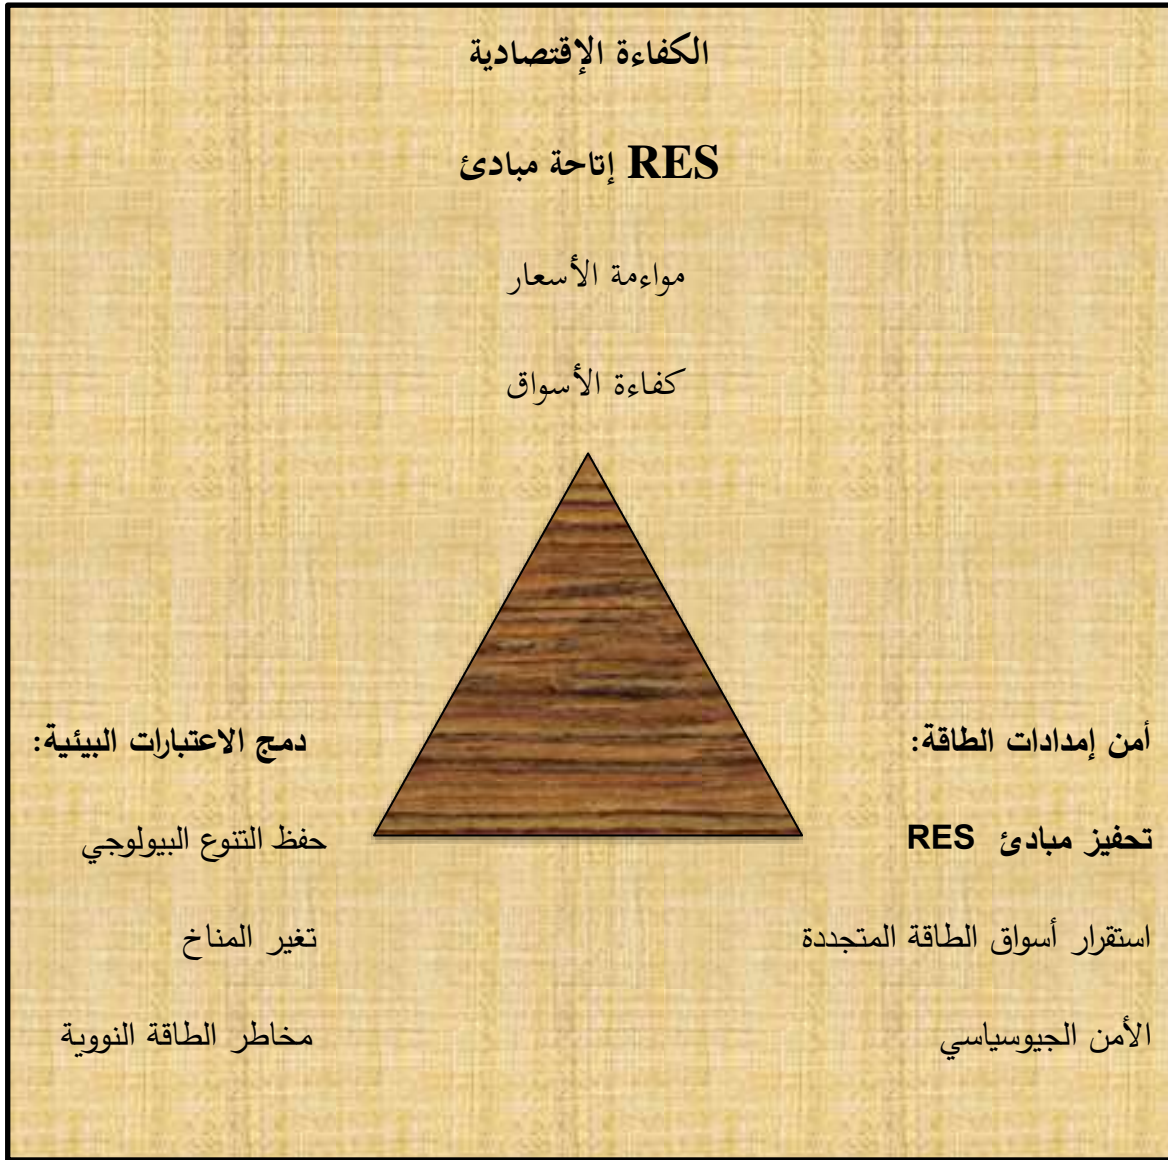 الكفاءة الإقتصادية
RES إتاحة مبادئ
مواءمة الأسعار
كفاءة الأسواق
أمن إمدادات الطاقة:
تحفيز مبادئ RES
استقرار أسواق الطاقة المتجددة
الأمن الجيوسياسي
دمج الاعتبارات البيئية:
حفظ التنوع البيولوجي
تغير المناخ
مخاطر الطاقة النووية